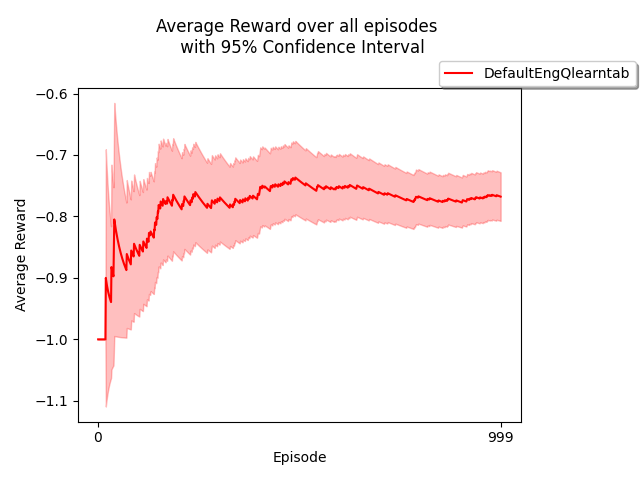 Average Reward over all episodes
with 95% Confidence Interval
DefaultEngQlearntab
−0.6
−0.7
−0.8
−0.9
−1.0
−1.1
Average Reward
0
999
Episode